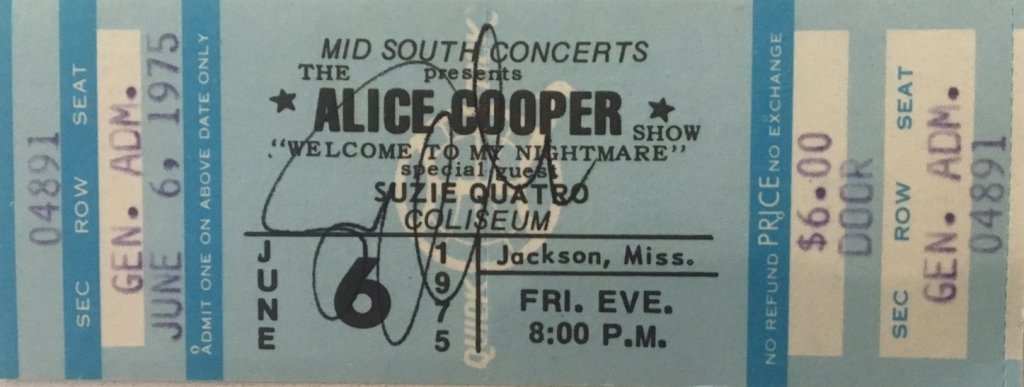 04891
SEC ROW SEAT
GEN. ADM.
JUNE 6, 1975
ADMIT ONE ON ABOVE DATE ONLY
MID SOUTH CONCERTS
THE presents
★ ALICE COOPER ★
SHOW
"WELCOME TO MY NIGHTMARE"
special guest
SUZIE QUATRO
COLISEUM
JUNE 6 1975
Jackson, Miss.
FRI. EVE.
8:00 P.M.
NO REFUND PRICE NO EXCHANGE
$6.00
DOOR
SEC ROW SEAT
GEN. ADM.
04891